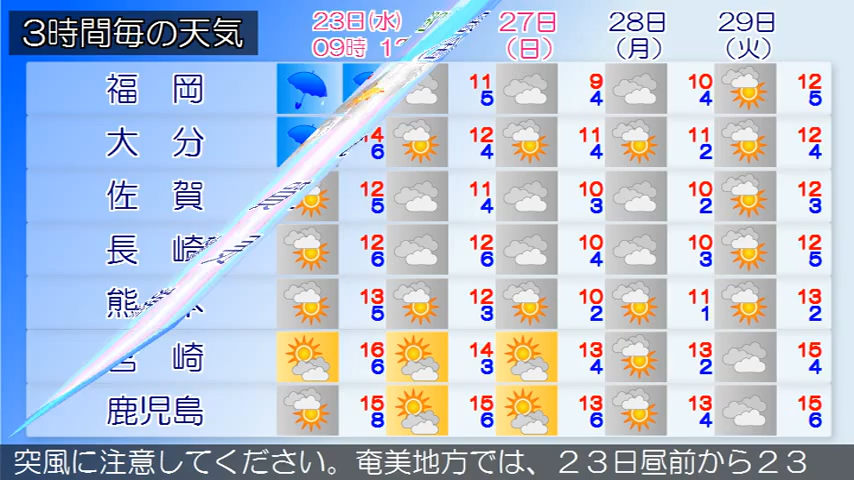 3時間毎の天気
23日(水) 27日 28日 29日
09時 12 (日) (月) (火)
福岡 11 5 9 4 10 4 12 5
大分 14 6 12 4 11 4 11 2 12 4
佐賀 12 5 11 4 10 3 10 2 12 3
長崎 12 6 12 6 10 4 10 3 12 5
熊本 13 5 12 3 10 2 11 1 13 2
宮崎 16 6 14 3 13 4 13 2 15 4
鹿児島 15 8 15 6 13 6 13 4 15 6
突風に注意してください。奄美地方では、23日昼前から23